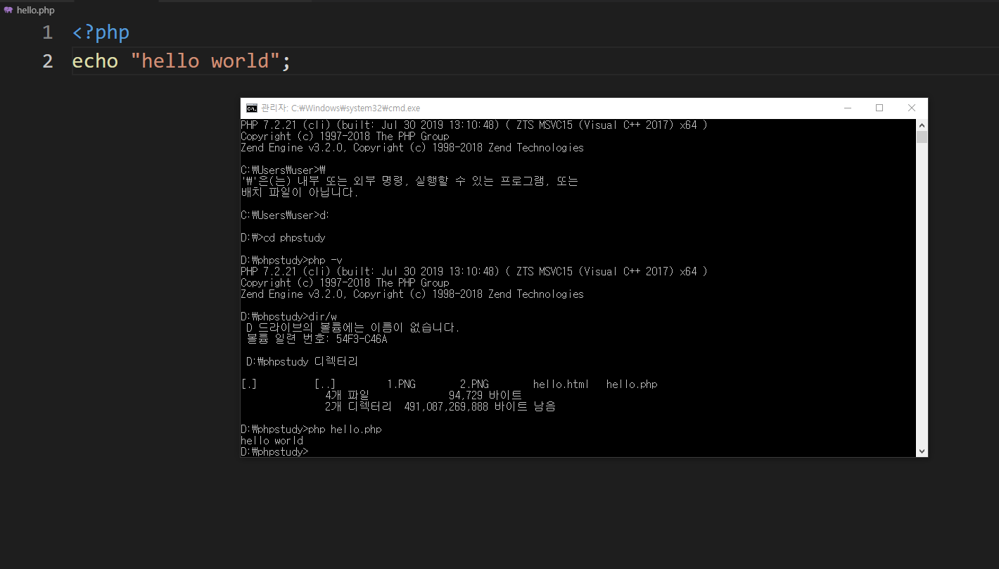 hello.php
1 <?php
2 echo "hello world";
관리자: C:₩Windows₩system32₩cmd.exe
PHP 7.2.21 (cli) (built: Jul 30 2019 13:10:48) ( ZTS MSVC15 (Visual C++ 2017) x64 )
Copyright (c) 1997-2018 The PHP Group
Zend Engine v3.2.0, Copyright (c) 1998-2018 Zend Technologies
C:₩Users₩user>₩
'₩'은(는) 내부 또는 외부 명령, 실행할 수 있는 프로그램, 또는
배치 파일이 아닙니다.
C:₩Users₩user>d:
D:₩>cd phpstudy
D:₩phpstudy>php -v
PHP 7.2.21 (cli) (built: Jul 30 2019 13:10:48) ( ZTS MSVC15 (Visual C++ 2017) x64 )
Copyright (c) 1997-2018 The PHP Group
Zend Engine v3.2.0, Copyright (c) 1998-2018 Zend Technologies
D:₩phpstudy>dir/w
D 드라이브의 볼륨에는 이름이 없습니다.
볼륨 일련 번호: 54F3-C46A
D:₩phpstudy 디렉터리
[.] [..] 1.PNG 2.PNG hello.html hello.php
4개 파일 94,729 바이트
2개 디렉터리 491,087,269,888 바이트 남음
D:₩phpstudy>php hello.php
hello world
D:₩phpstudy>